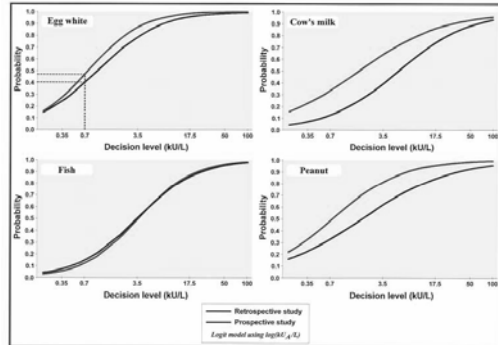 Egg white
Probability
1.0
0.9
0.8
0.7
0.6
0.5
0.4
0.3
0.2
0.1
0.0
0.35 0.7 3.5 17.5 50 100
Decision level (kU/L)
Cow's milk
Probability
1.0
0.9
0.8
0.7
0.6
0.5
0.4
0.3
0.2
0.1
0.0
0.35 0.7 3.5 17.5 50 100
Decision level (kU/L)
Fish
Probability
1.0
0.9
0.8
0.7
0.6
0.5
0.4
0.3
0.2
0.1
0.0
0.35 0.7 3.5 17.5 50 100
Decision level (kU/L)
Peanut
Probability
1.0
0.9
0.8
0.7
0.6
0.5
0.4
0.3
0.2
0.1
0.0
0.35 0.7 3.5 17.5 50 100
Decision level (kU/L)
Retrospective study
Prospective study
Logit model using log(kU_A/L)